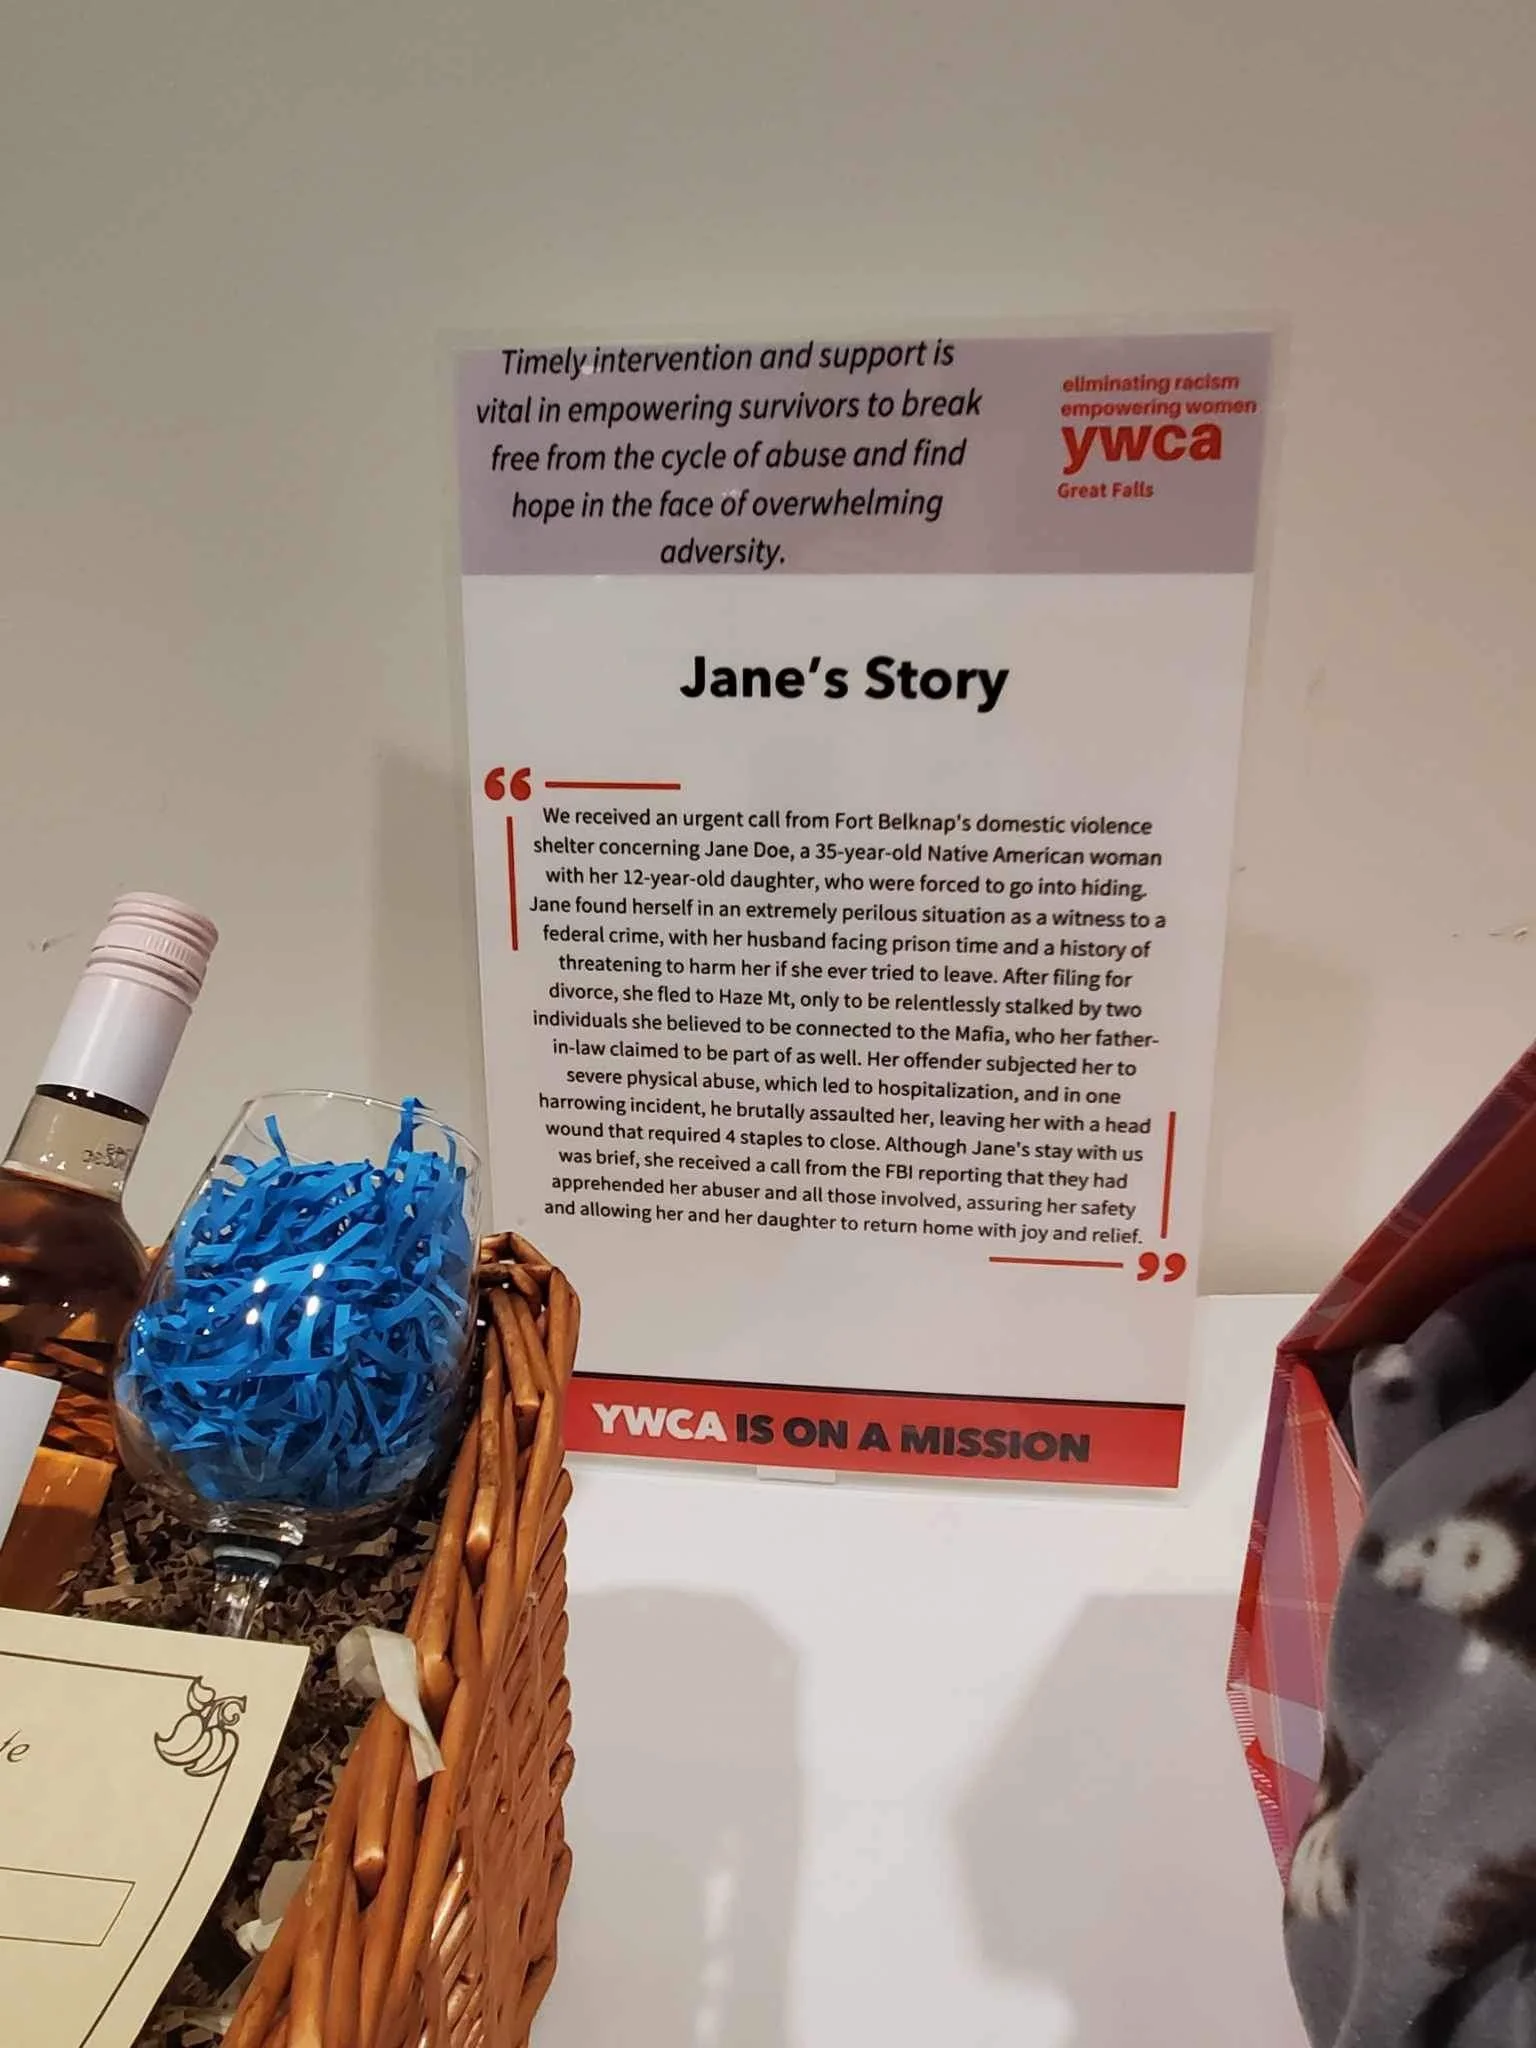 Timely intervention and support is
vital in empowering survivors to break
free from the cycle of abuse and find
hope in the face of overwhelming
adversity.
eliminating racism
empowering women
ywca
Great Falls
Jane's Story
“
We received an urgent call from Fort Belknap's domestic violence
shelter concerning Jane Doe, a 35-year-old Native American woman
with her 12-year-old daughter, who were forced to go into hiding.
Jane found herself in an extremely perilous situation as a witness to a
federal crime, with her husband facing prison time and a history of
threatening to harm her if she ever tried to leave. After filing for
divorce, she fled to Haze Mt, only to be relentlessly stalked by two
individuals she believed to be connected to the Mafia, who her father-
in-law claimed to be part of as well. Her offender subjected her to
severe physical abuse, which led to hospitalization, and in one
harrowing incident, he brutally assaulted her, leaving her with a head
wound that required 4 staples to close. Although Jane's stay with us
was brief, she received a call from the FBI reporting that they had
apprehended her abuser and all those involved, assuring her safety
and allowing her and her daughter to return home with joy and relief.
”
YWCA IS ON A MISSION